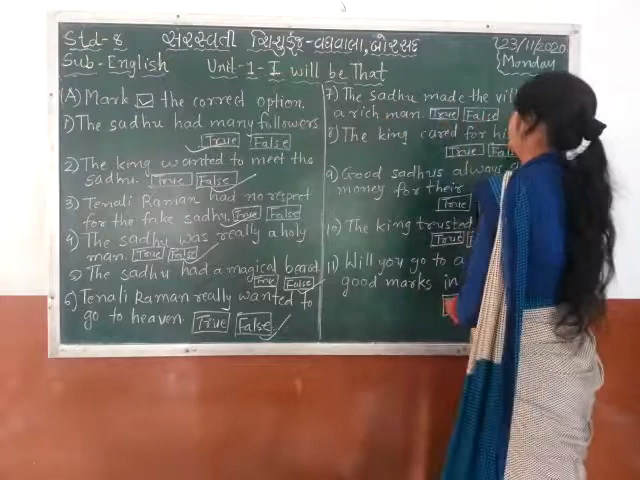 Std-8 સરસ્વતી શિશુકુંજ-વઘવાલા, બોરસદ 23/11/2020
Sub-English Unit-1-I will be That Monday
(A) Mark ☑ the correct option.
1) The sadhu had many followers
True False
2) The king wanted to meet the
sadhu. True False
3) Tenali Raman had no respect
for the fake sadhu. True False
4) The sadhu was really a holy
man. True False
5) The sadhu had a magical beard
True False
6) Tenali Raman really wanted to
go to heaven. True False
7) The sadhu made the
a rich man. True False
8) The king cared for
True
9) Good sadhus always
money for their
True
10) The king trusted
True
11) Will you go to a
good marks in